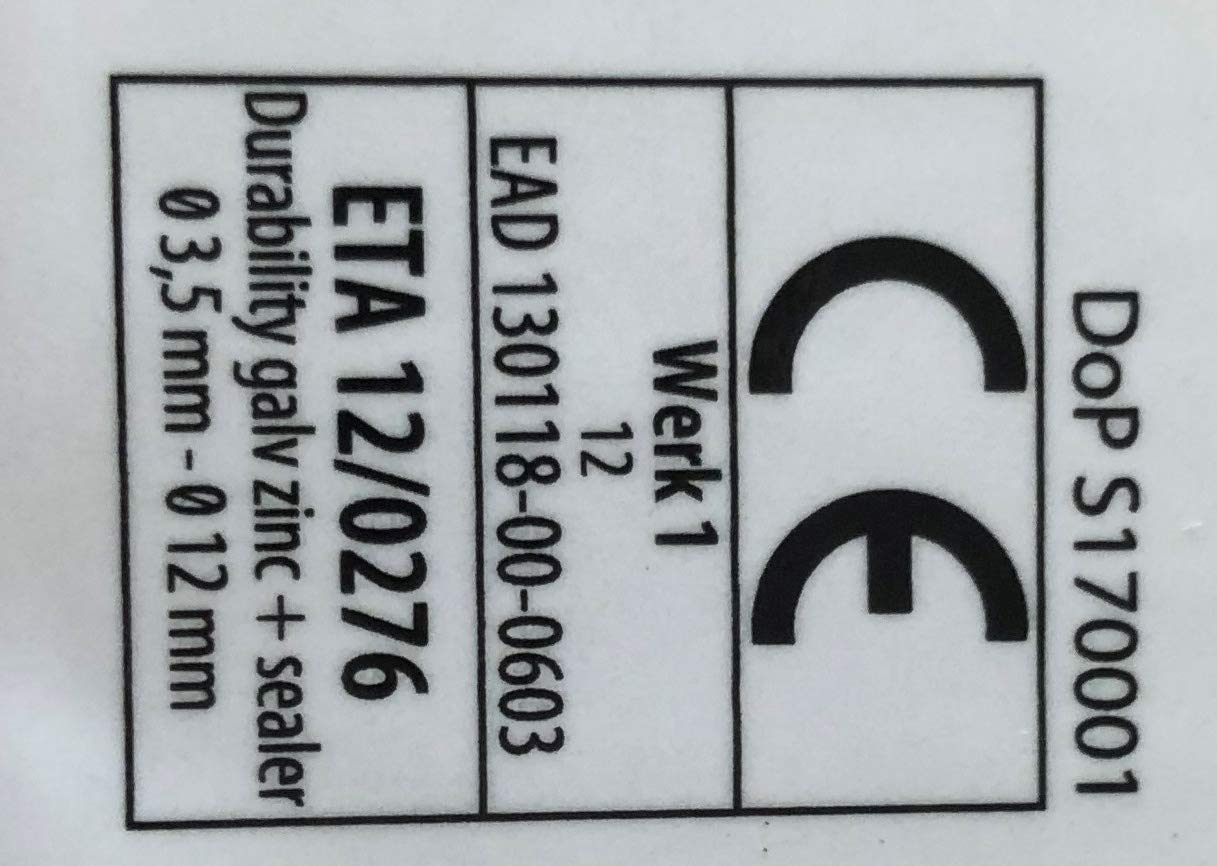 DoP S170001
CE
Werk 1
12
EAD 130118-00-0603
ETA 12/0276
Durability galv zinc + sealer
Ø 3,5 mm - Ø 12 mm